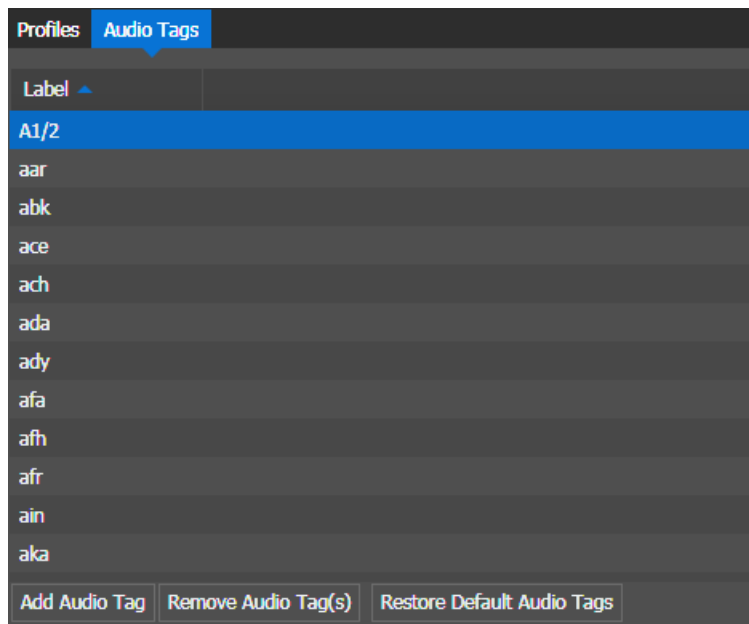 Profiles Audio Tags
Label
A1/2
aar
abk
ace
ach
ada
ady
afa
afh
afr
ain
aka
Add Audio Tag Remove Audio Tag(s) Restore Default Audio Tags